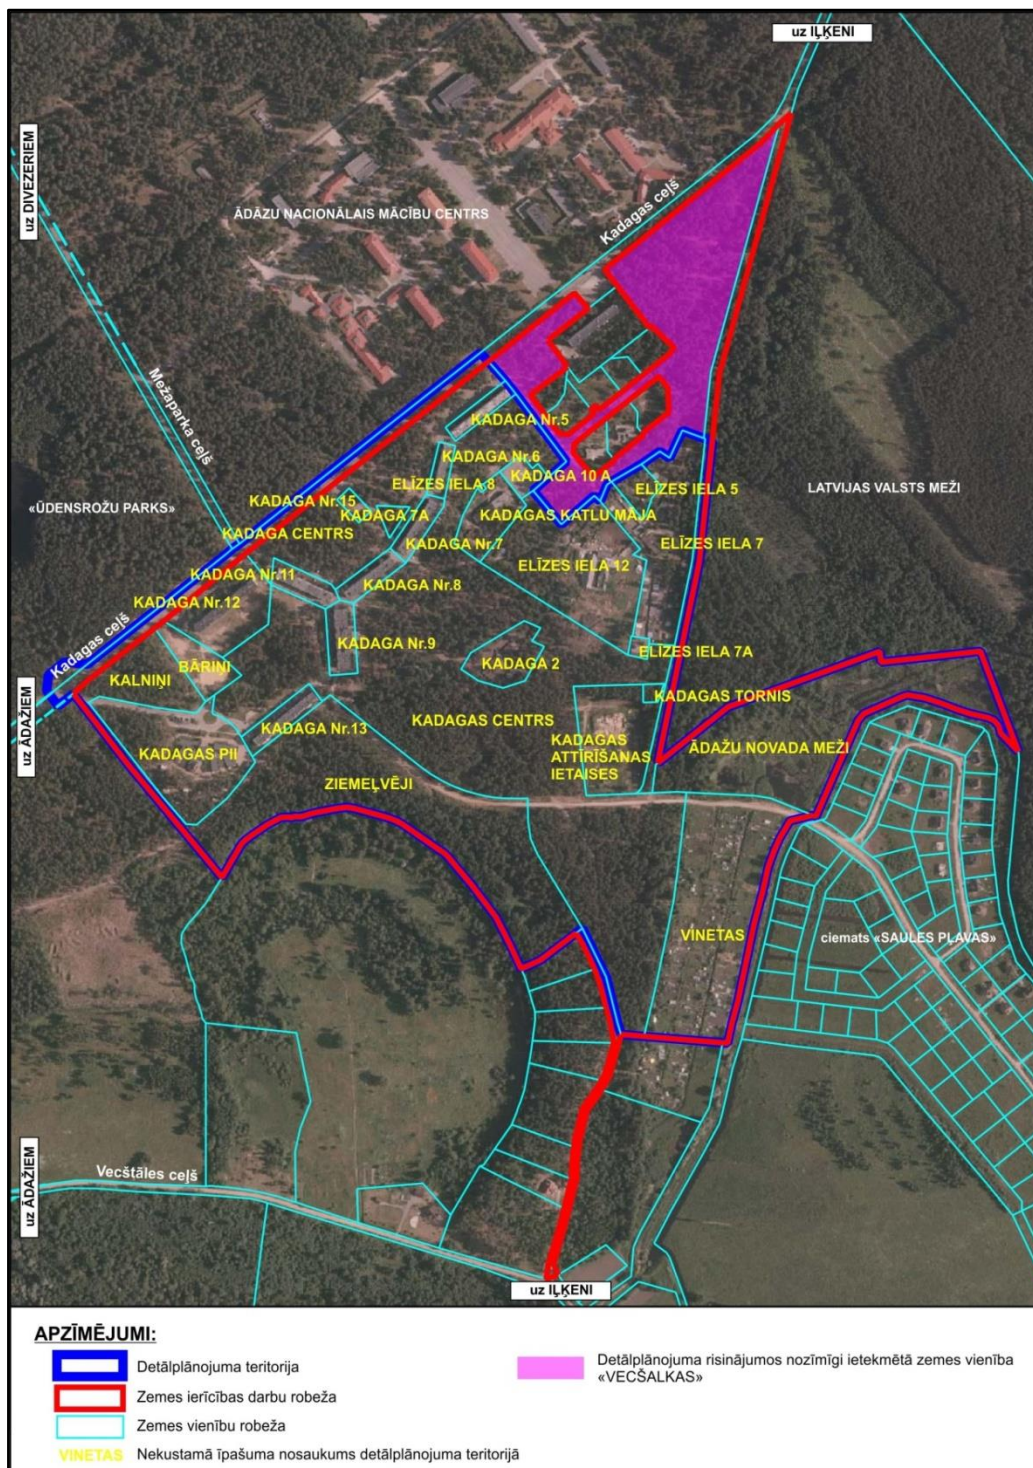 uz IĻĶENI
uz DIVEZERIEM
ĀDĀZU NACIONĀLAIS MĀCĪBU CENTRS
Kadagas ceļš
Mežaparka ceļš
KADAGA Nr.5
KADAGA Nr.6
ELĪZES IELA 8
KADAGA 10 A
ELĪZES IELA 5
LATVIJAS VALSTS MEŽI
«ŪDENSROŽU PARKS»
KADAGA Nr.15
KADAGA 7A
KADAGAS KATLU MĀJA
KADAGA CENTRS
KADAGA Nr.7
ELĪZES IELA 7
ELĪZES IELA 12
KADAGA Nr.11
KADAGA Nr.8
KADAGA Nr.12
Kadagas ceļš
KADAGA Nr.9
ELĪZES IELA 7A
BĀRIŅI
KADAGA 2
KALNIŅI
uz ĀDAŽIEM
KADAGAS TORNIS
KADAGAS CENTRS
KADAGA Nr.13
KADAGAS
ATTĪRĪŠANAS
IETAISES
KADAGAS PII
ĀDAŽU NOVADA MEŽI
ZIEMEĻVĒJI
VINETAS
ciemats «SAULES PĻAVAS»
uz ĀDAŽIEM
Vecštāles ceļš
uz IĻĶENI
APZĪMĒJUMI:
Detālplānojuma teritorija
Zemes ierīcības darbu robeža
Zemes vienību robeža
VINETAS Nekustamā īpašuma nosaukums detālplānojuma teritorijā
Detālplānojuma risinājumos nozīmīgi ietekmētā zemes vienība
«VECŠALKAS»